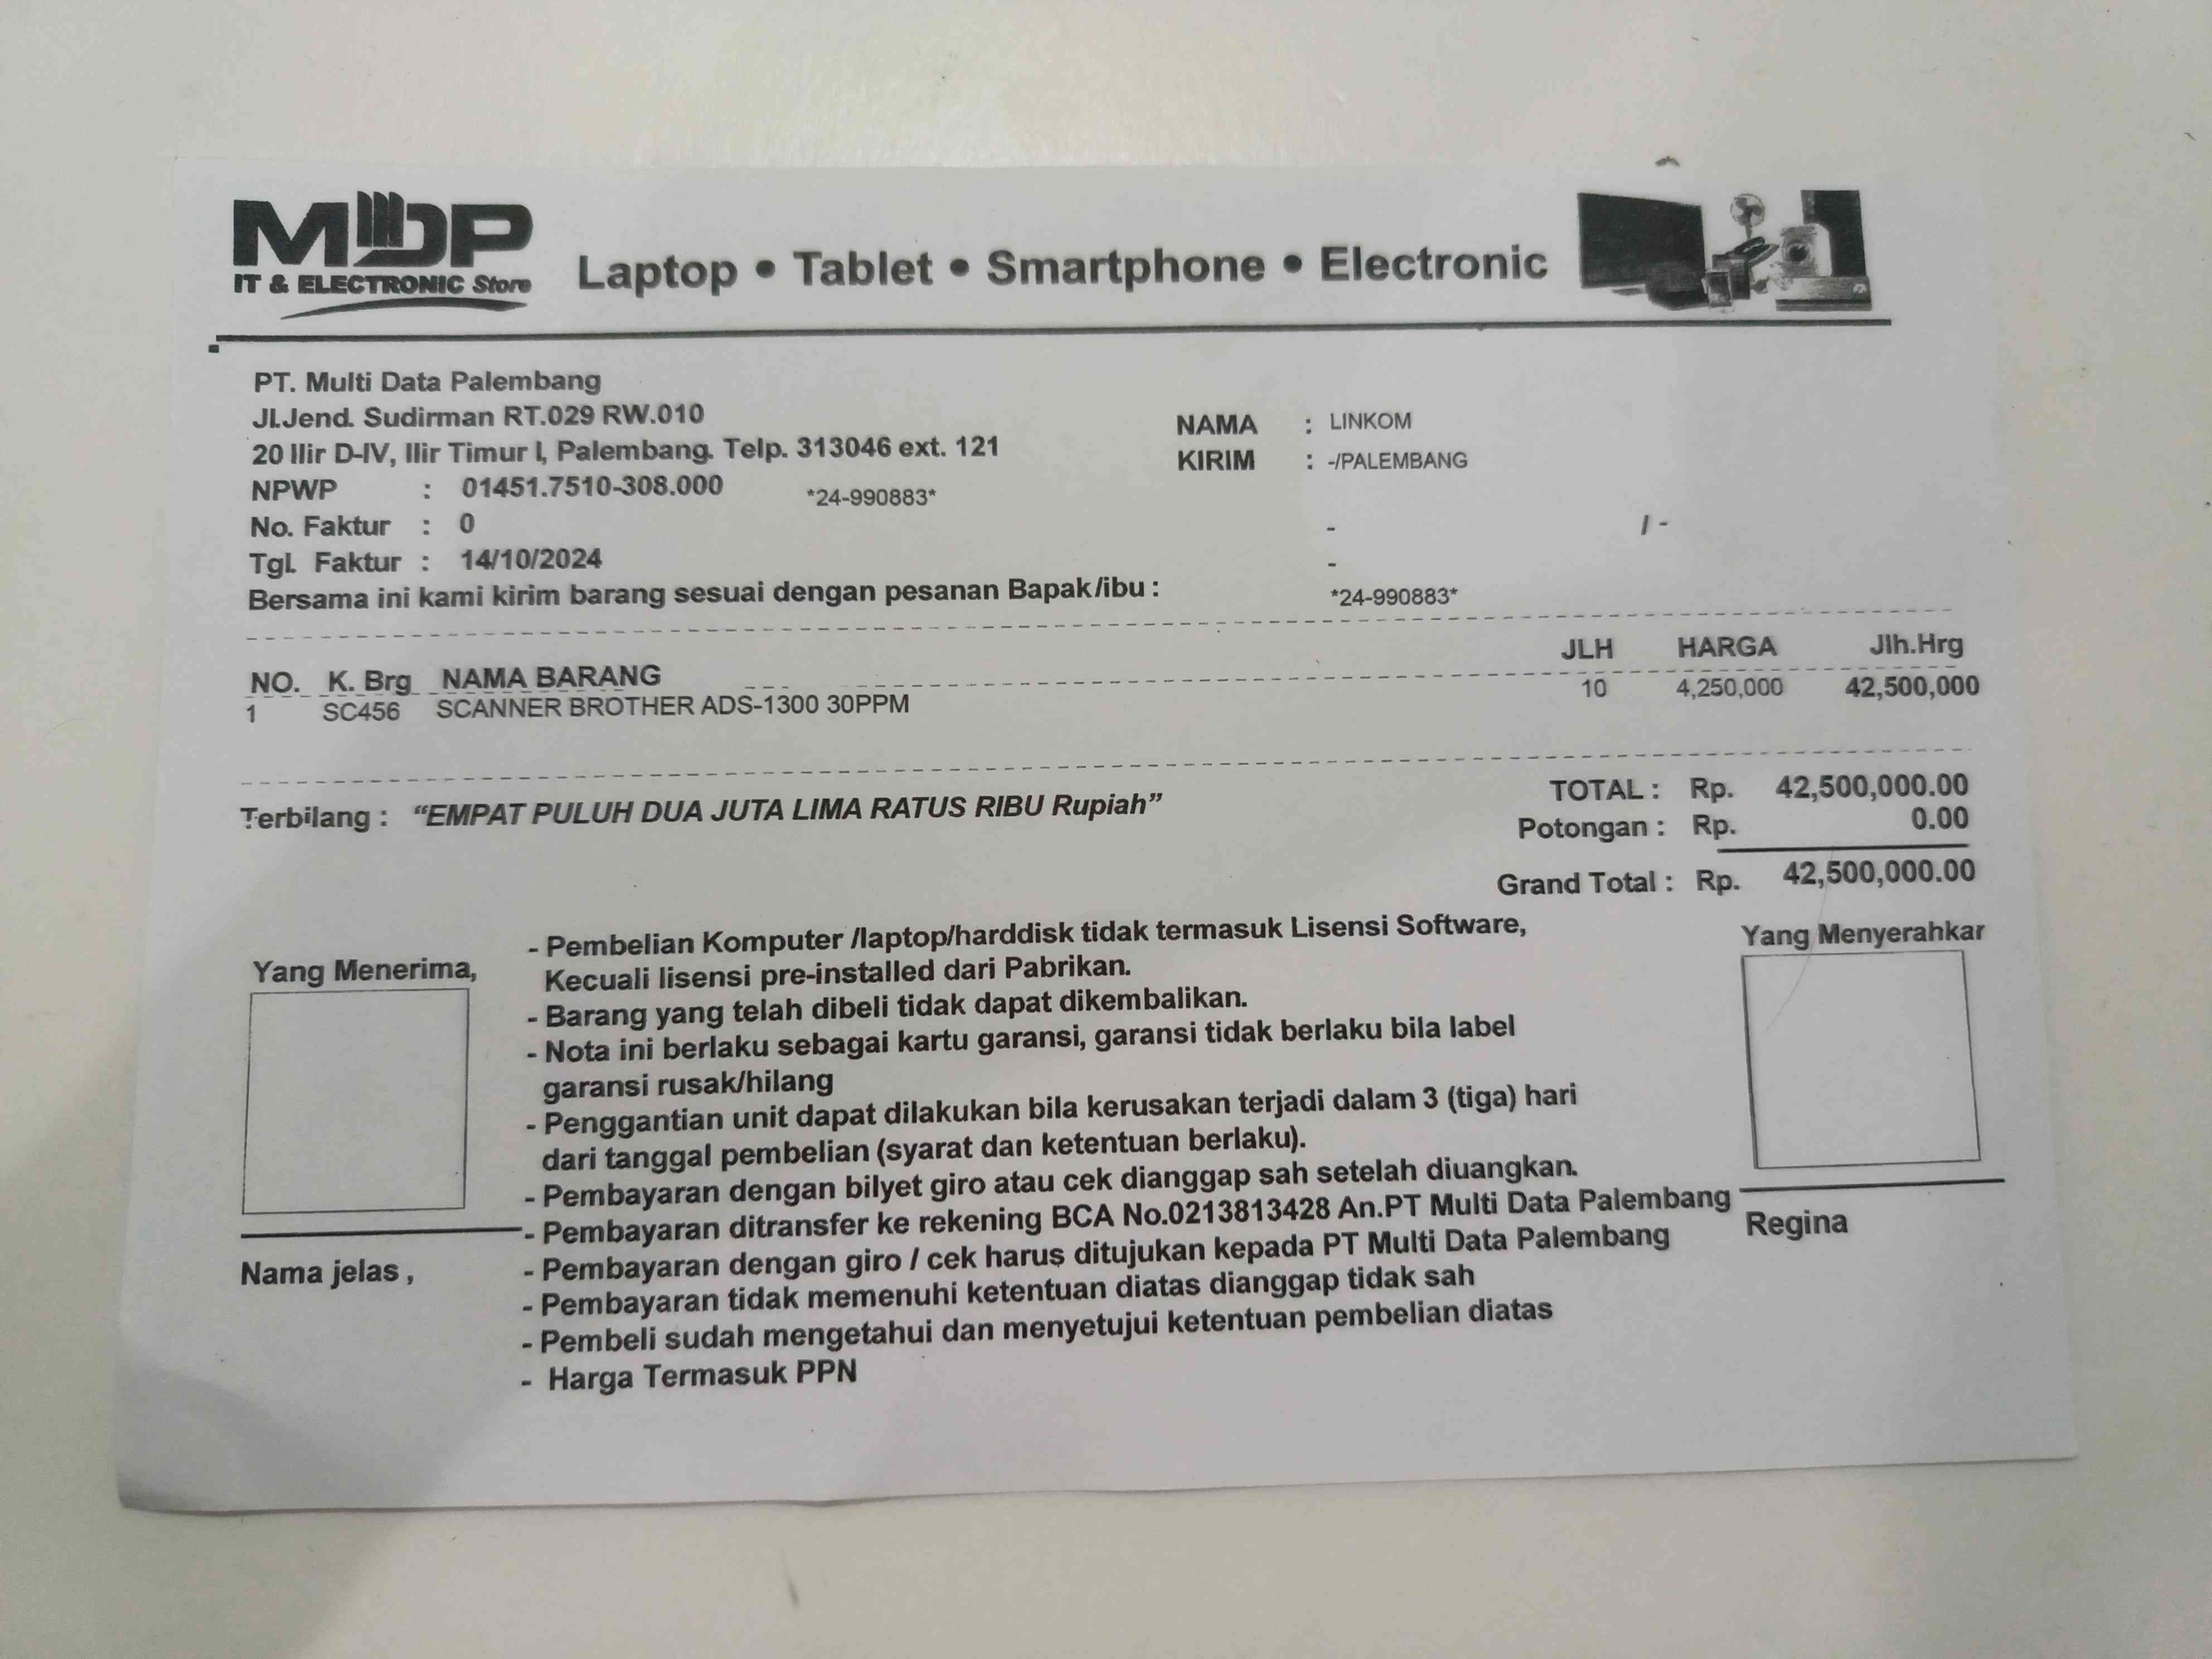 MDP
IT & ELECTRONIC Store
Laptop • Tablet • Smartphone • Electronic
PT. Multi Data Palembang
Jl.Jend. Sudirman RT.029 RW.010
20 Ilir D-IV, Ilir Timur I, Palembang. Telp. 313046 ext. 121
NPWP : 01451.7510-308.000 *24-990883*
No. Faktur : 0
Tgl. Faktur : 14/10/2024
Bersama ini kami kirim barang sesuai dengan pesanan Bapak/ibu :
NAMA : LINKOM
KIRIM : -/PALEMBANG
- / -
-
*24-990883*
NO. K. Brg NAMA BARANG JLH HARGA Jlh.Hrg
1 SC456 SCANNER BROTHER ADS-1300 30PPM 10 4,250,000 42,500,000
Terbilang : “EMPAT PULUH DUA JUTA LIMA RATUS RIBU Rupiah”
TOTAL : Rp. 42,500,000.00
Potongan : Rp. 0.00
Grand Total : Rp. 42,500,000.00
Yang Menerima,
Nama jelas ,
- Pembelian Komputer /laptop/harddisk tidak termasuk Lisensi Software,
Kecuali lisensi pre-installed dari Pabrikan.
- Barang yang telah dibeli tidak dapat dikembalikan.
- Nota ini berlaku sebagai kartu garansi, garansi tidak berlaku bila label
garansi rusak/hilang
- Penggantian unit dapat dilakukan bila kerusakan terjadi dalam 3 (tiga) hari
dari tanggal pembelian (syarat dan ketentuan berlaku).
- Pembayaran dengan bilyet giro atau cek dianggap sah setelah diuangkan.
- Pembayaran ditransfer ke rekening BCA No.0213813428 An.PT Multi Data Palembang
- Pembayaran dengan giro / cek harus ditujukan kepada PT Multi Data Palembang
- Pembayaran tidak memenuhi ketentuan diatas dianggap tidak sah
- Pembeli sudah mengetahui dan menyetujui ketentuan pembelian diatas
- Harga Termasuk PPN
Yang Menyerahkar
Regina